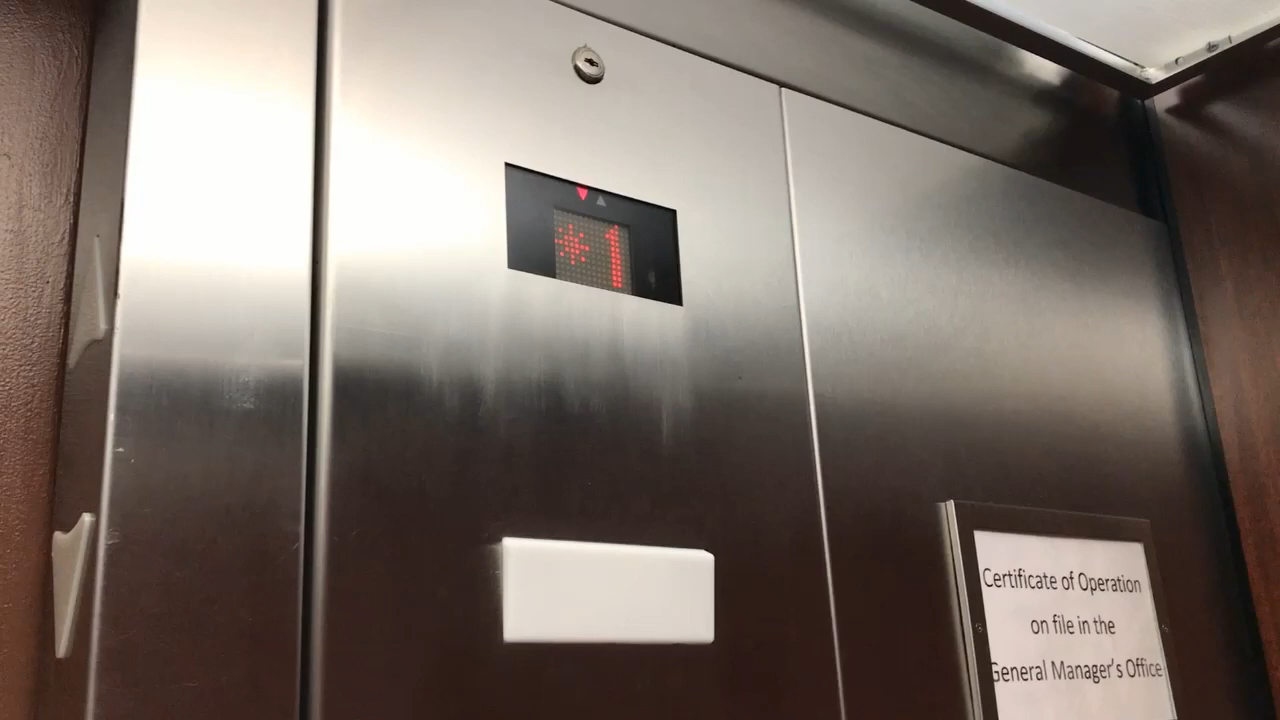 *1
Certificate of Operation
on file in the
General Manager's Office